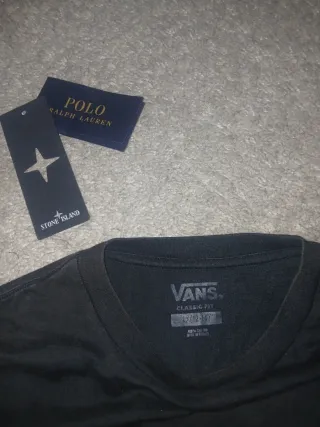 POLO
RALPH LAUREN
STONE ISLAND
VANS
CLASSIC FIT